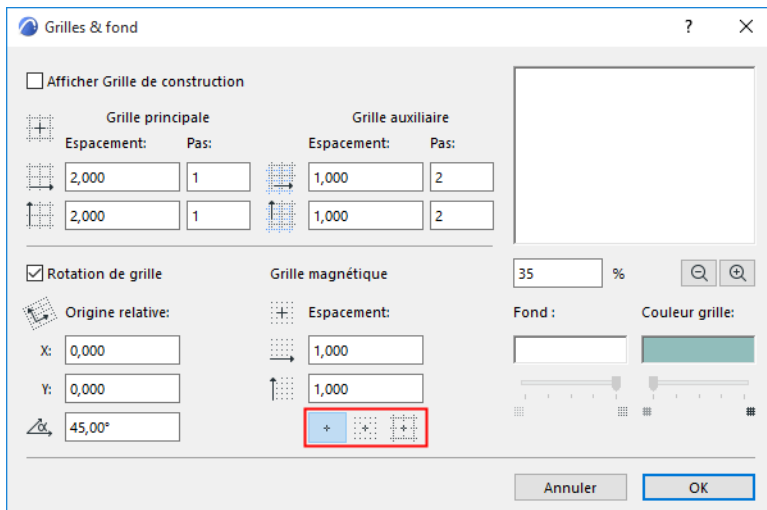 Grilles & fond ?
Afficher Grille de construction
Grille principale Grille auxiliaire
Espacement: Pas: Espacement: Pas:
2,000 1 1,000 2
2,000 1 1,000 2
Rotation de grille Grille magnétique 35 %
Origine relative: Espacement: Fond : Couleur grille:
X: 0,000 1,000
Y: 0,000 1,000
α 45,00°
Annuler OK